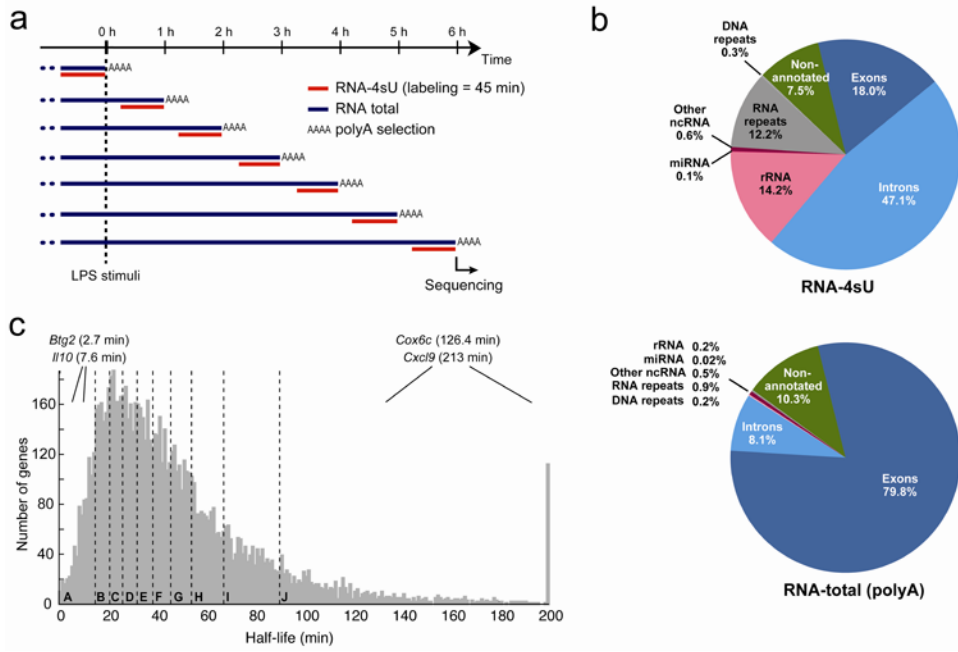 a
0 h 1 h 2 h 3 h 4 h 5 h 6 h
Time
AAAA
AAAA
AAAA
AAAA
AAAA
AAAA
AAAA
RNA-4sU (labeling = 45 min)
RNA total
AAAA polyA selection
LPS stimuli
Sequencing
b
DNA
repeats
0.3%
Non-
annotated
7.5%
Exons
18.0%
Other
ncRNA
0.6%
RNA
repeats
12.2%
miRNA
0.1%
rRNA
14.2%
Introns
47.1%
RNA-4sU
rRNA 0.2%
miRNA 0.02%
Other ncRNA 0.5%
RNA repeats 0.9%
DNA repeats 0.2%
Non-
annotated
10.3%
Introns
8.1%
Exons
79.8%
RNA-total (polyA)
c
Btg2 (2.7 min)
Il10 (7.6 min)
Cox6c (126.4 min)
Cxcl9 (213 min)
Number of genes
160
120
80
40
0
A B C D E F G H I J
0 20 40 60 80 100 120 140 160 180 200
Half-life (min)